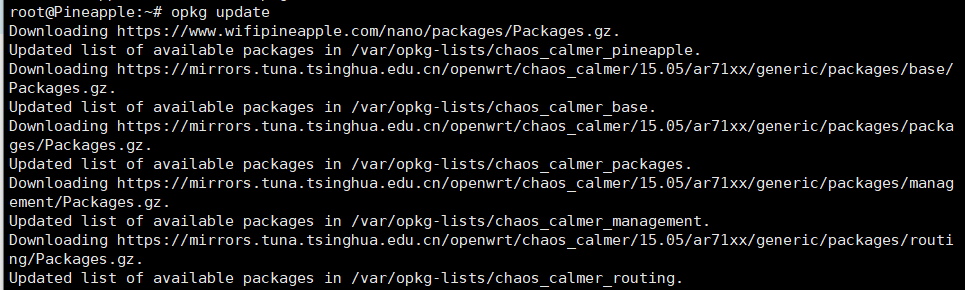 root@Pineapple:~# opkg update
Downloading https://www.wifipineapple.com/nano/packages/Packages.gz.
Updated list of available packages in /var/opkg-lists/chaos_calmer_pineapple.
Downloading https://mirrors.tuna.tsinghua.edu.cn/openwrt/chaos_calmer/15.05/ar71xx/generic/packages/base/
Packages.gz.
Updated list of available packages in /var/opkg-lists/chaos_calmer_base.
Downloading https://mirrors.tuna.tsinghua.edu.cn/openwrt/chaos_calmer/15.05/ar71xx/generic/packages/packa
ges/Packages.gz.
Updated list of available packages in /var/opkg-lists/chaos_calmer_packages.
Downloading https://mirrors.tuna.tsinghua.edu.cn/openwrt/chaos_calmer/15.05/ar71xx/generic/packages/manag
ement/Packages.gz.
Updated list of available packages in /var/opkg-lists/chaos_calmer_management.
Downloading https://mirrors.tuna.tsinghua.edu.cn/openwrt/chaos_calmer/15.05/ar71xx/generic/packages/routi
ng/Packages.gz.
Updated list of available packages in /var/opkg-lists/chaos_calmer_routing.